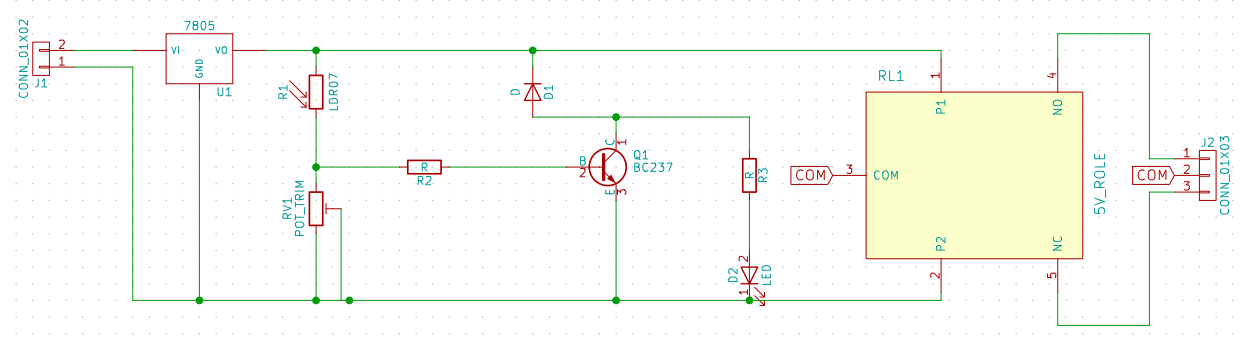 CONN_01X02
2
1
J1
7805
VI
VO
GND
U1
R1
LDR07
RV1
POT_TRIM
R
R2
D
D1
B
2
C
1
E
3
Q1
BC237
R
R3
D2
2
1
LED
RL1
1
P1
4
NO
COM
3
COM
5V_ROLE
P2
2
NC
5
COM
J2
1
2
3
CONN_01X03